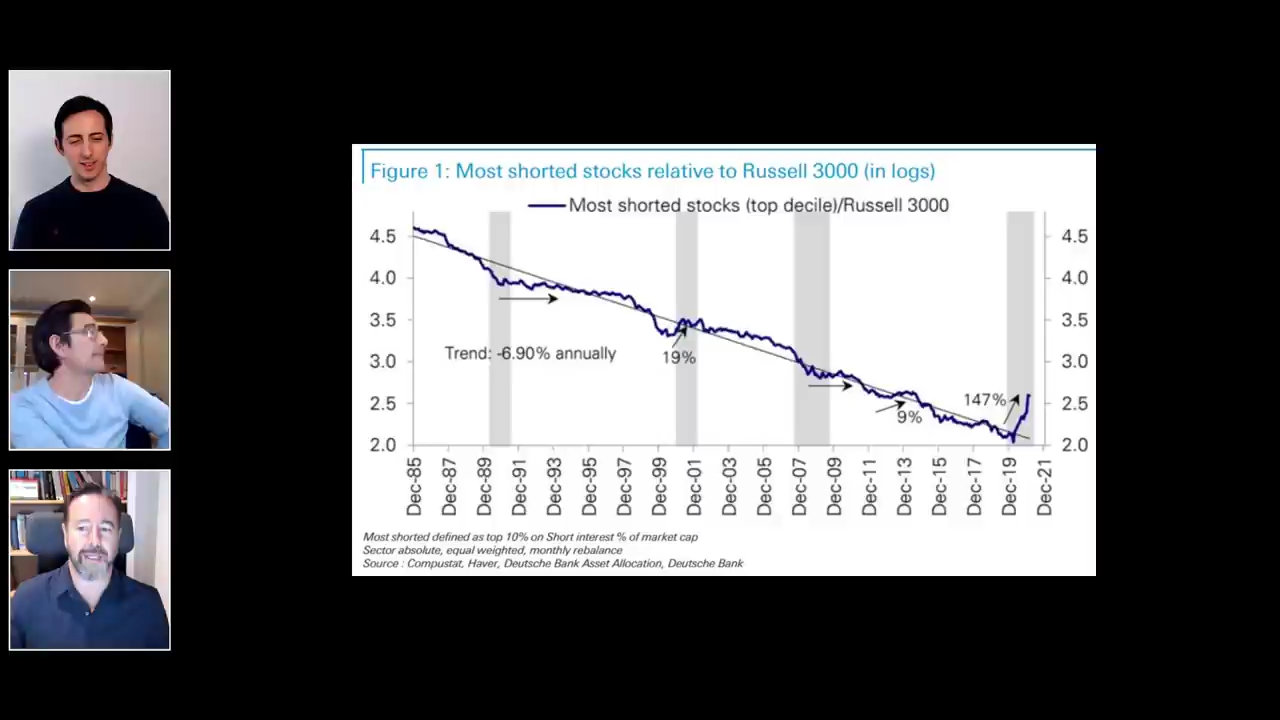 Figure 1: Most shorted stocks relative to Russell 3000 (in logs)
Most shorted stocks (top decile)/Russell 3000
4.5
4.0
3.5
3.0
2.5
2.0
4.5
4.0
3.5
3.0
2.5
2.0
Trend: -6.90% annually
19%
9%
147%
Dec-85
Dec-87
Dec-89
Dec-91
Dec-93
Dec-95
Dec-97
Dec-99
Dec-01
Dec-03
Dec-05
Dec-07
Dec-09
Dec-11
Dec-13
Dec-15
Dec-17
Dec-19
Dec-21
Most shorted defined as top 10% on Short interest % of market cap
Sector absolute, equal weighted, monthly rebalance
Source : Compustat, Haver, Deutsche Bank Asset Allocation, Deutsche Bank